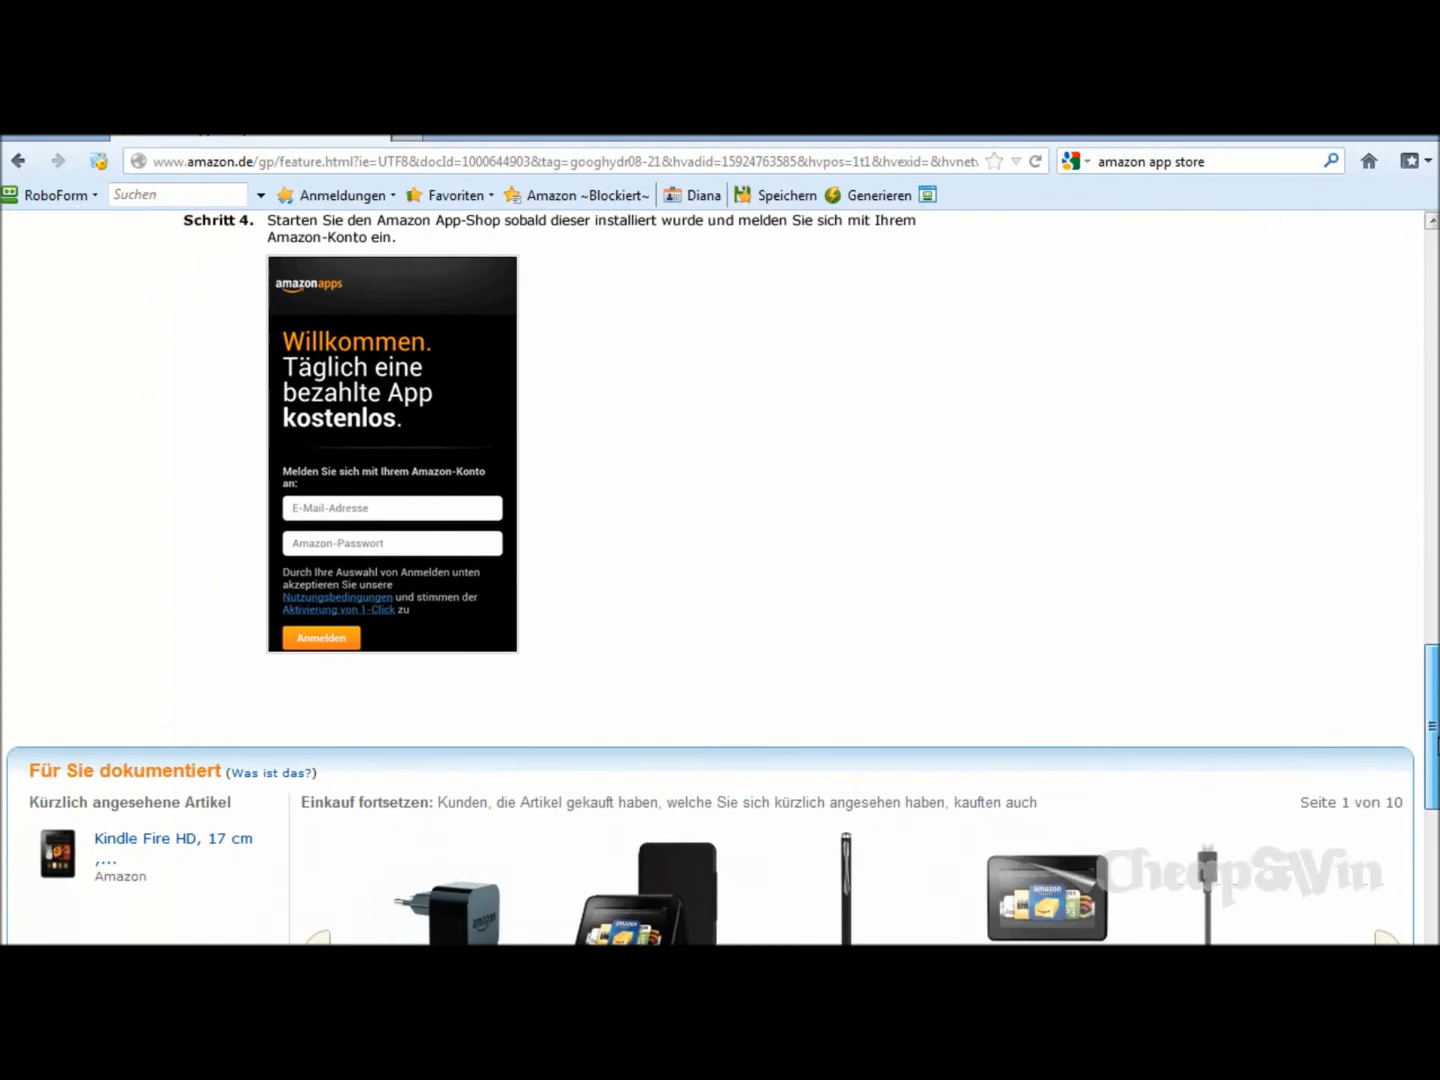 www.amazon.de/gp/feature.html?ie=UTF8&docId=1000644903&tag=googhydr08-21&hvadid=15924763585&hvpos=1t1&hvexid=&hvnetv
amazon app store
RoboForm
Suchen
Anmeldungen
Favoriten
Amazon ~Blockiert~
Diana
Speichern
Generieren
Schritt 4. Starten Sie den Amazon App-Shop sobald dieser installiert wurde und melden Sie sich mit Ihrem
Amazon-Konto ein.
amazonapps
Willkommen.
Täglich eine
bezahlte App
kostenlos.
Melden Sie sich mit Ihrem Amazon-Konto
an:
E-Mail-Adresse
Amazon-Passwort
Durch Ihre Auswahl von Anmelden unten
akzeptieren Sie unsere
Nutzungsbedingungen und stimmen der
Aktivierung von 1-Click zu
Anmelden
Für Sie dokumentiert (Was ist das?)
Kürzlich angesehene Artikel
Einkauf fortsetzen: Kunden, die Artikel gekauft haben, welche Sie sich kürzlich angesehen haben, kauften auch
Seite 1 von 10
Kindle Fire HD, 17 cm
,...
Amazon
amazon
amazon
amazon
Cheap&Win